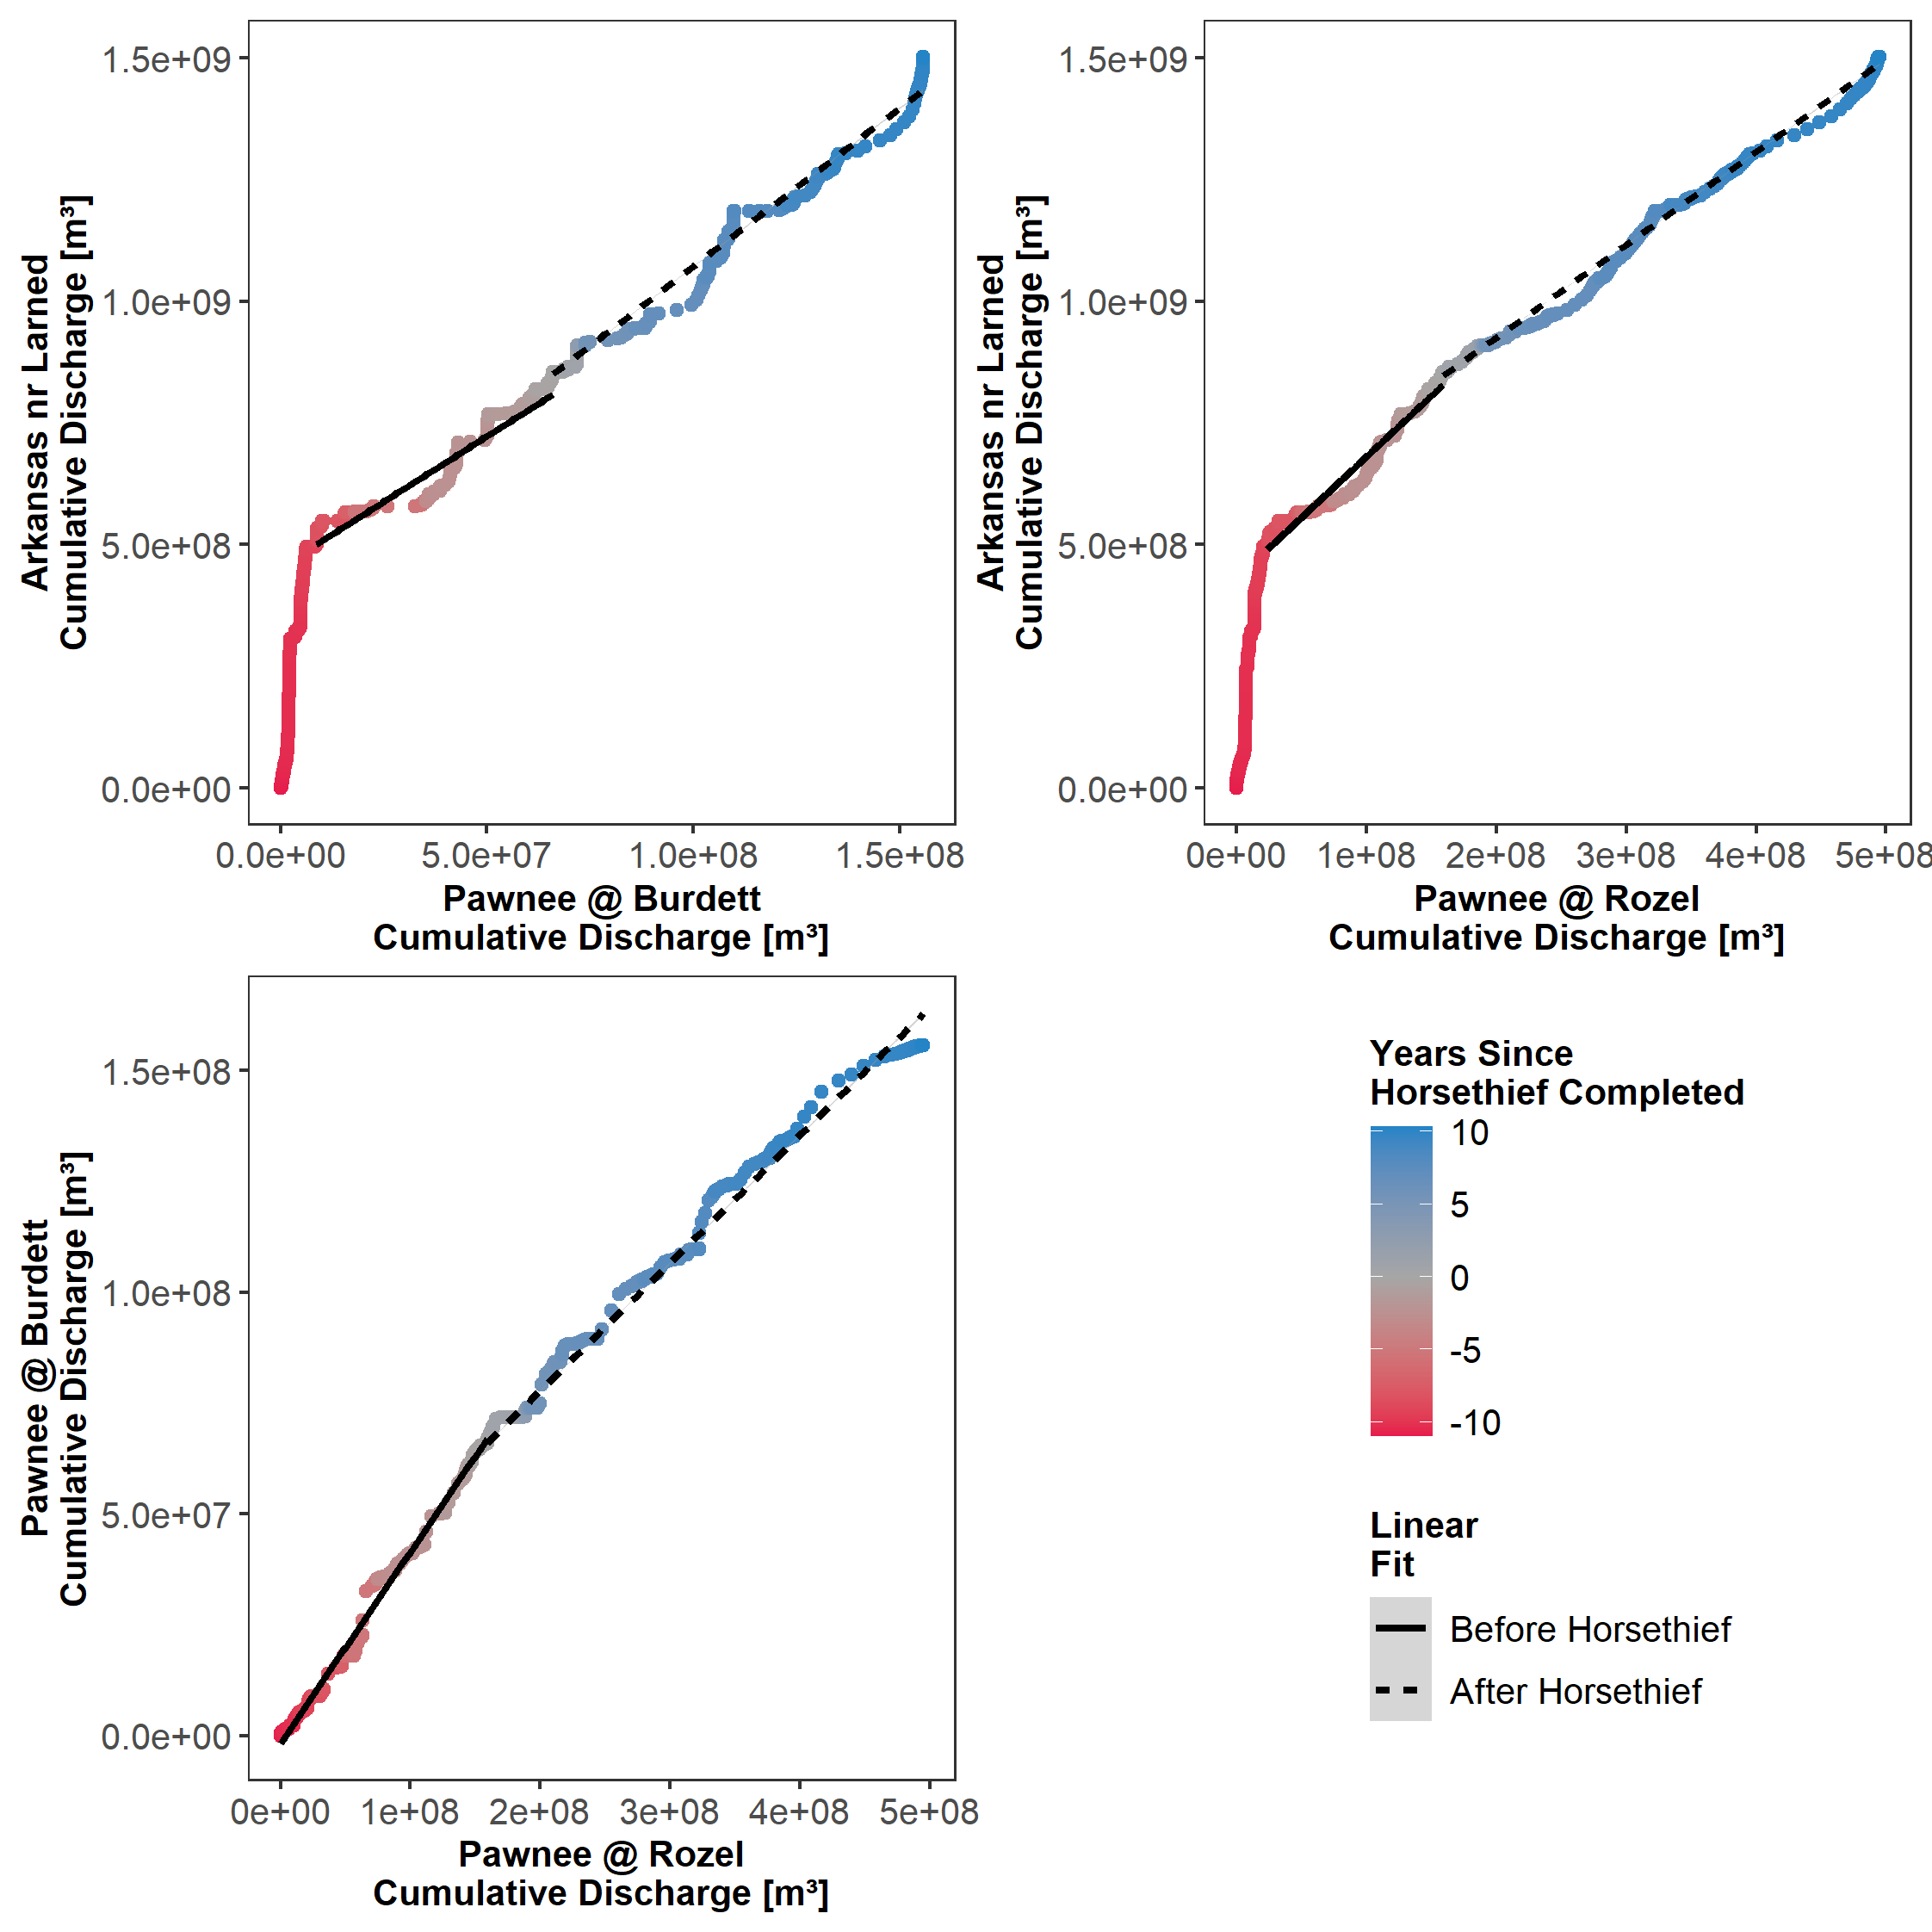 1.5e+09
1.0e+09
5.0e+08
0.0e+00
Arkansas nr Larned
Cumulative Discharge [m³]
0.0e+00 5.0e+07 1.0e+08 1.5e+08
Pawnee @ Burdett
Cumulative Discharge [m³]
1.5e+09
1.0e+09
5.0e+08
0.0e+00
Arkansas nr Larned
Cumulative Discharge [m³]
0e+00 1e+08 2e+08 3e+08 4e+08 5e+08
Pawnee @ Rozel
Cumulative Discharge [m³]
1.5e+08
1.0e+08
5.0e+07
0.0e+00
Pawnee @ Burdett
Cumulative Discharge [m³]
0e+00 1e+08 2e+08 3e+08 4e+08 5e+08
Pawnee @ Rozel
Cumulative Discharge [m³]
Years Since
Horsethief Completed
10
5
0
-5
-10
Linear
Fit
Before Horsethief
After Horsethief